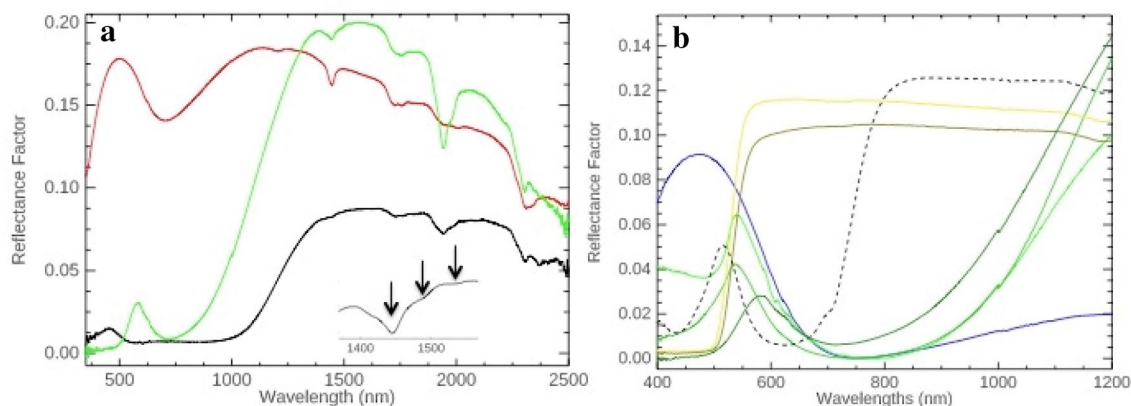 a
0.20
0.15
0.10
0.05
0.00
Reflectance Factor
1400 1500
500 1000 1500 2000 2500
Wavelength (nm)
b
0.14
0.12
0.10
0.08
0.06
0.04
0.02
0.00
Reflectance Factor
400 600 800 1000 1200
Wavelengths (nm)